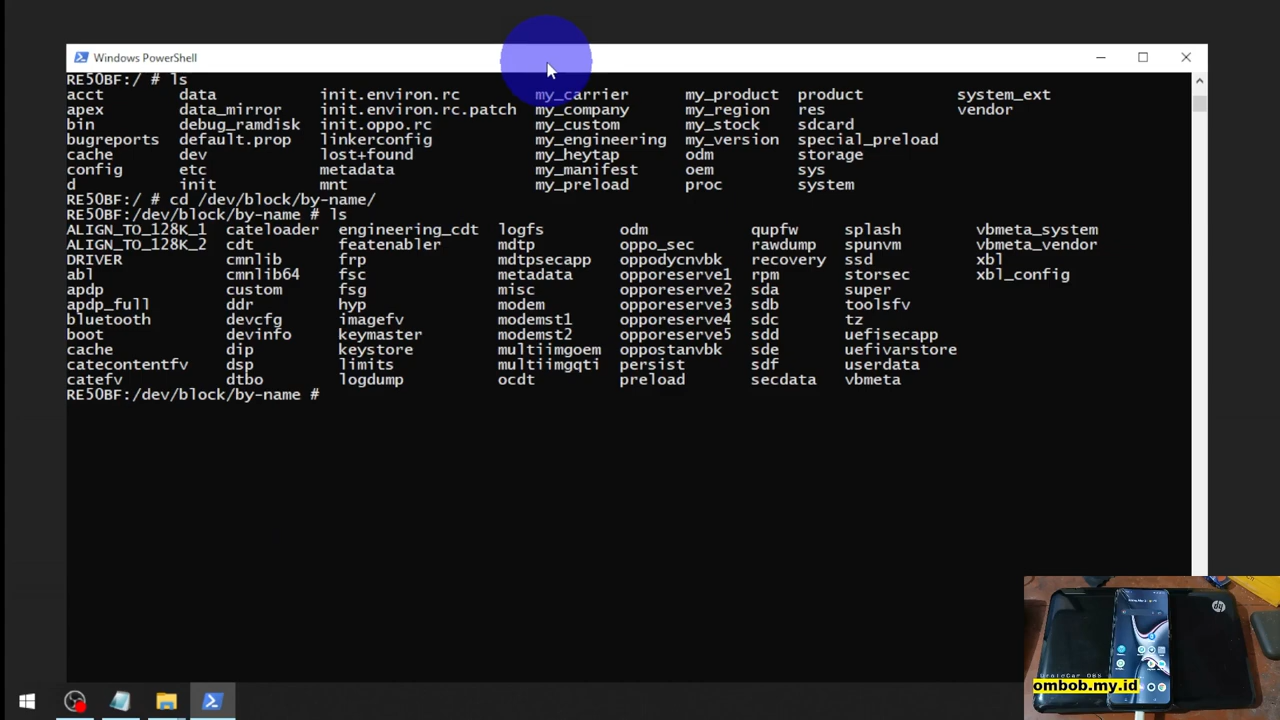 Windows PowerShell
RE50BF:/ # ls
acct data init.environ.rc my_carrier my_product product system_ext
apex data_mirror init.environ.rc.patch my_company my_region res vendor
bin debug_ramdisk init.oppo.rc my_custom my_stock sdcard
bugreports default.prop linkerconfig my_engineering my_version special_preload
cache dev lost+found my_heytap odm storage
config etc metadata my_manifest oem sys
d init mnt my_preload proc system
RE50BF:/ # cd /dev/block/by-name/
RE50BF:/dev/block/by-name # ls
ALIGN_TO_128K_1 cateloader engineering_cdt logfs odm qupfw splash vbmeta_system
ALIGN_TO_128K_2 cdt featenabler mdtp oppo_sec rawdump spunvm vbmeta_vendor
DRIVER cmnlib frp mdtpsecapp oppodycnvbk recovery ssd xbl
abl cmnlib64 fsc metadata opporeserve1 rpm storsec xbl_config
apdp custom fsg misc opporeserve2 sda super
apdp_full ddr hyp modem opporeserve3 sdb toolsfv
bluetooth devcfg imagefv modemst1 opporeserve4 sdc tz
boot devinfo keymaster modemst2 opporeserve5 sdd uefisecapp
cache dip keystore multiimgoem oppostanvbk sde uefivarstore
catecontentfv dsp limits multiimgqti persist sdf userdata
catefv dtbo logdump ocdt preload secdata vbmeta
RE50BF:/dev/block/by-name #
hp
ombob.my.id